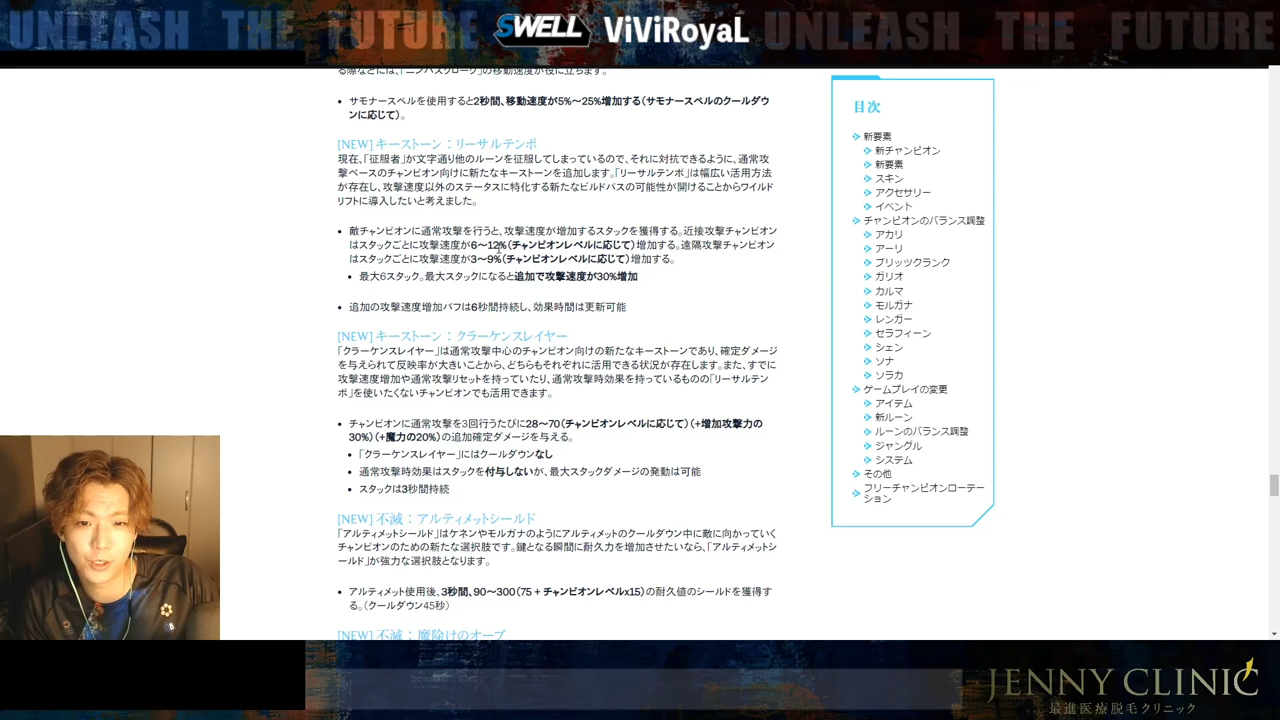 UNLEASH THE FUTURE
SWELL ViViRoyaL
UNLEASH THE FUTURE
る際などには、「ニンバスクローク」の移動速度が役に立ちます。
• サモナースペルを使用すると2秒間、移動速度が5%～25%増加する(サモナースペルのクールダウ
ンに応じて)。
[NEW] キーストーン：リーサルテンポ
現在、「征服者」が文字通り他のルーンを征服してしまっているので、それに対抗できるように、通常攻
撃ベースのチャンピオン向けに新たなキーストーンを追加します。「リーサルテンポ」は幅広い活用方法
が存在し、攻撃速度以外のステータスに特化する新たなビルドパスの可能性が開けることからワイルド
リフトに導入したいと考えました。
• 敵チャンピオンに通常攻撃を行うと、攻撃速度が増加するスタックを獲得する。近接攻撃チャンピオン
はスタックごとに攻撃速度が6～12%(チャンピオンレベルに応じて)増加する。遠隔攻撃チャンピオン
はスタックごとに攻撃速度が3～9%(チャンピオンレベルに応じて)増加する。
• 最大6スタック。最大スタックになると追加で攻撃速度が30%増加
• 追加の攻撃速度増加バフは6秒間持続し、効果時間は更新可能
[NEW] キーストーン：クラーケンスレイヤー
「クラーケンスレイヤー」は通常攻撃中心のチャンピオン向けの新たなキーストーンであり、確定ダメージ
を与えられて反映率が大きいことから、どちらもそれぞれに活用できる状況が存在します。また、すでに
攻撃速度増加や通常攻撃リセットを持っていたり、通常攻撃時効果を持っているものの「リーサルテン
ポ」を使いたくないチャンピオンでも活用できます。
• チャンピオンに通常攻撃を3回行うたびに28～70(チャンピオンレベルに応じて)(+増加攻撃力の
30%)(+魔力の20%)の追加確定ダメージを与える。
• 「クラーケンスレイヤー」にはクールダウンなし
• 通常攻撃時効果はスタックを付与しないが、最大スタックダメージの発動は可能
• スタックは3秒間持続
[NEW] 不滅：アルティメットシールド
「アルティメットシールド」はケネンやモルガナのようにアルティメットのクールダウン中に敵に向かっていく
チャンピオンのための新たな選択肢です。鍵となる瞬間に耐久力を増加させたいなら、「アルティメットシ
ールド」が強力な選択肢となります。
• アルティメット使用後、3秒間、90～300(75 + チャンピオンレベルx15)の耐久値のシールドを獲得す
る。(クールダウン45秒)
[NEW] 不滅：魔除けのオーブ
目次
新要素
新チャンピオン
新要素
スキン
アクセサリー
イベント
チャンピオンのバランス調整
アカリ
アーリ
ブリッツクランク
ガリオ
カルマ
モルガナ
レンガー
セラフィーン
シェン
ソナ
ソラカ
ゲームプレイの変更
アイテム
新ルーン
ルーンのバランス調整
ジャングル
システム
その他
フリーチャンピオンローテー
ション
JENNY CLINIC
最進医療脱毛クリニック